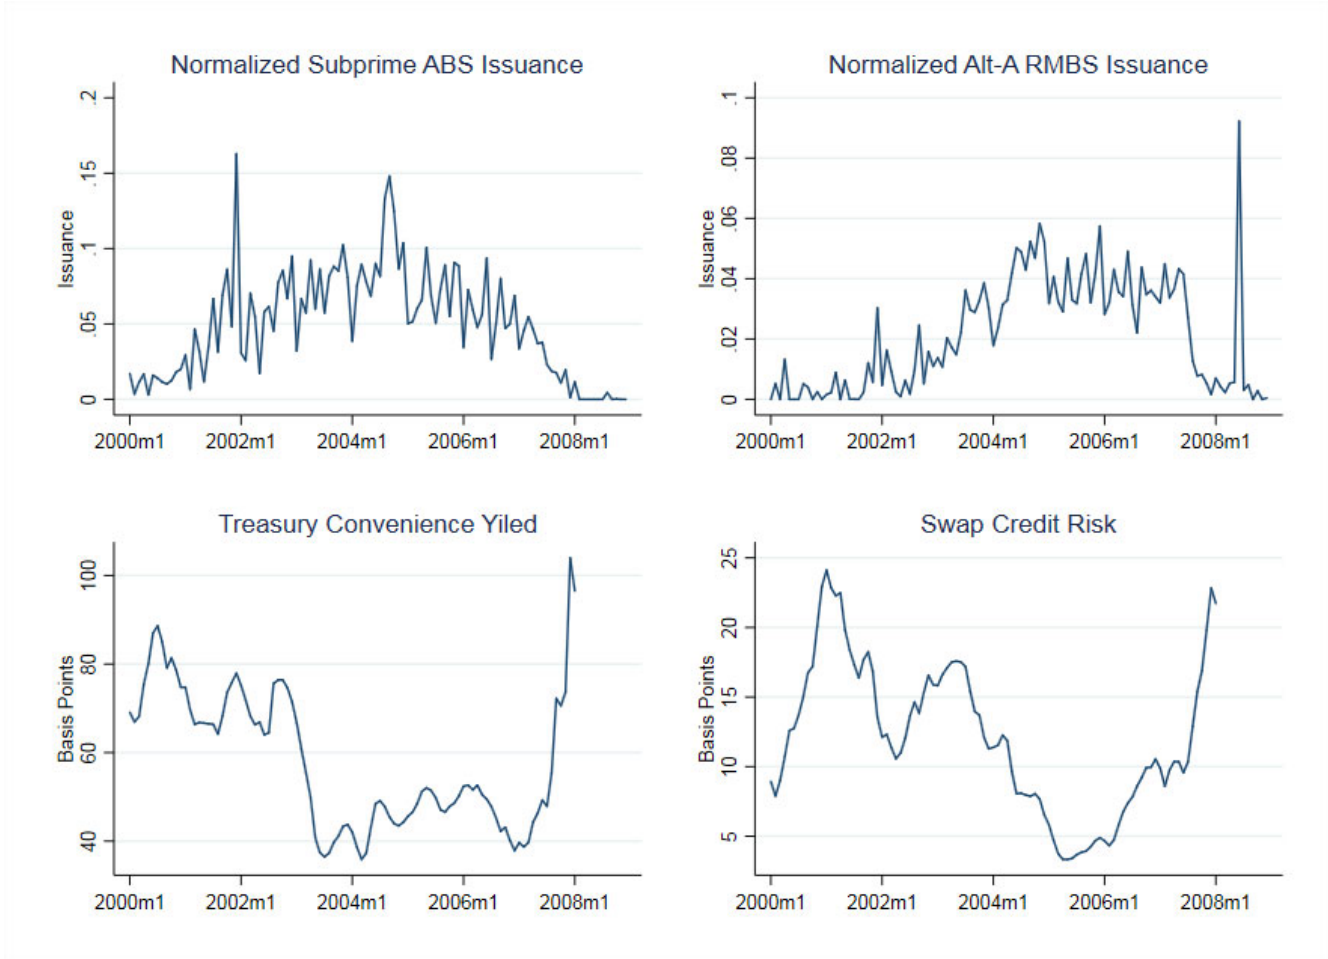 Normalized Subprime ABS Issuance
Issuance
.2
.15
.1
.05
0
2000m1 2002m1 2004m1 2006m1 2008m1
Normalized Alt-A RMBS Issuance
Issuance
.1
.08
.06
.04
.02
0
2000m1 2002m1 2004m1 2006m1 2008m1
Treasury Convenience Yiled
Basis Points
100
80
60
40
2000m1 2002m1 2004m1 2006m1 2008m1
Swap Credit Risk
Basis Points
25
20
15
10
5
2000m1 2002m1 2004m1 2006m1 2008m1